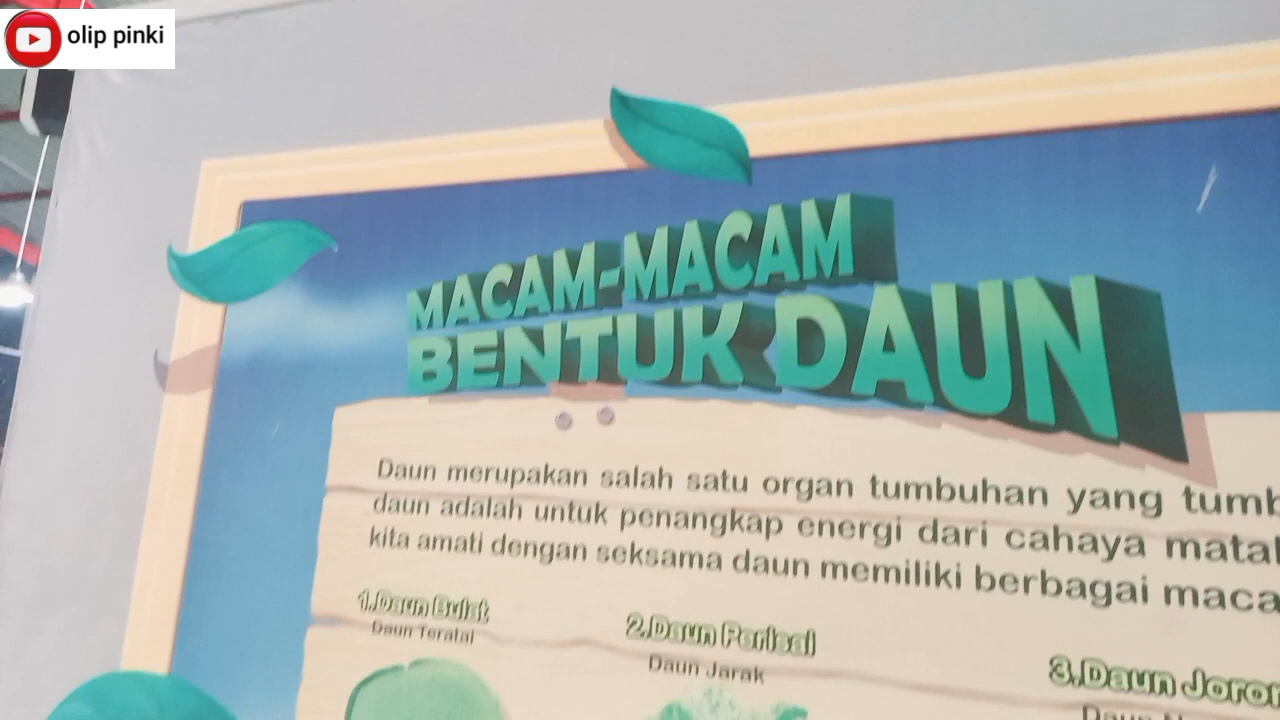 olip pinki
MACAM-MACAM
BENTUK DAUN
Daun merupakan salah satu organ tumbuhan yang
daun adalah untuk penangkap energi dari cahaya
kita amati dengan seksama daun memiliki berbagai
1.Daun Bulat
Daun Teratai
2.Daun Perisai
Daun Jarak
3.Daun
Daun